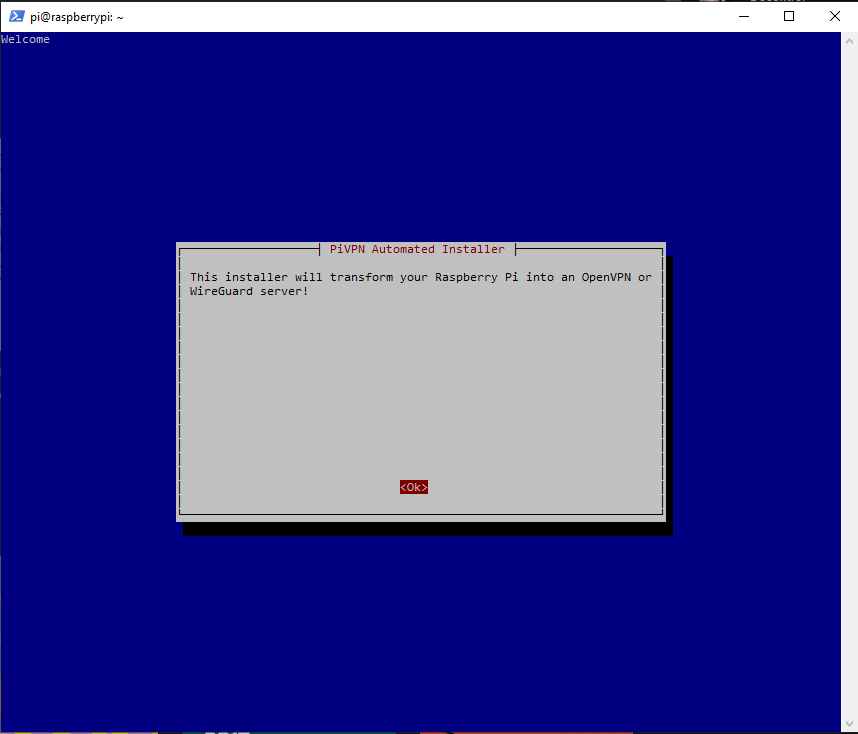 pi@raspberrypi: ~
Welcome
PiVPN Automated Installer
This installer will transform your Raspberry Pi into an OpenVPN or
WireGuard server!
<Ok>